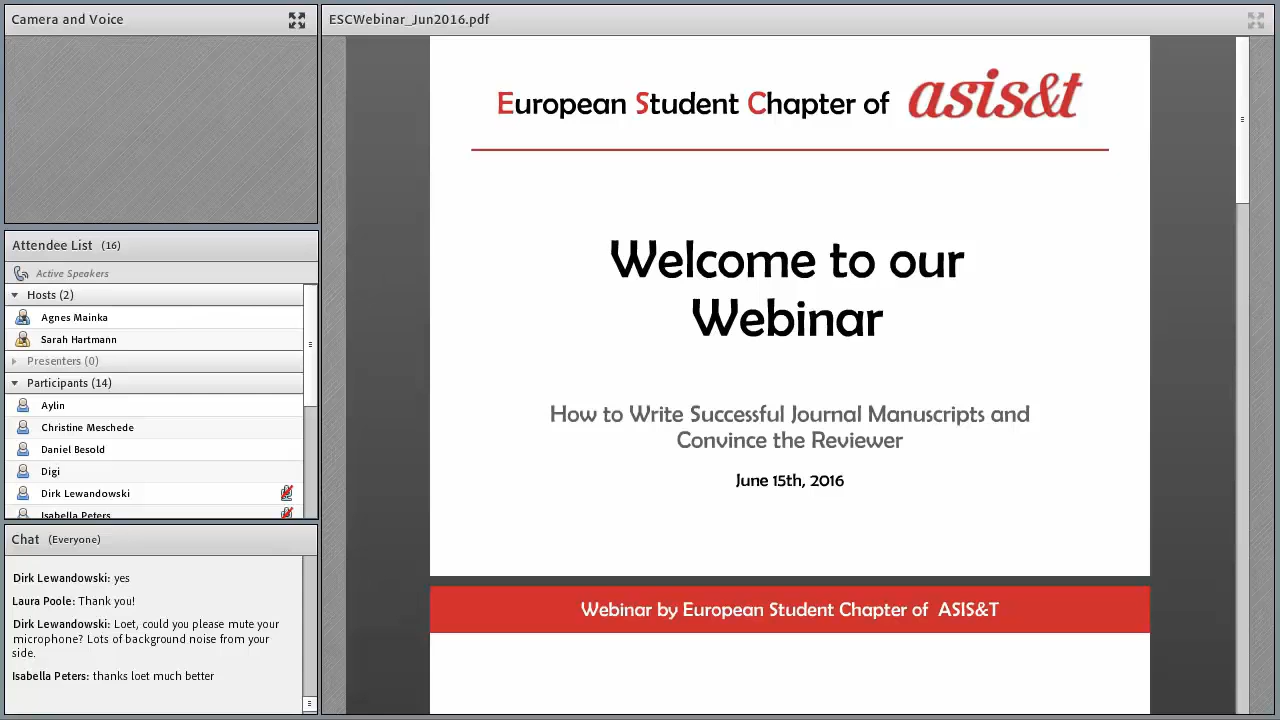 Camera and Voice
ESCWebinar_Jun2016.pdf
European Student Chapter of asis&t
Welcome to our
Webinar
How to Write Successful Journal Manuscripts and
Convince the Reviewer
June 15th, 2016
Webinar by European Student Chapter of ASIS&T
Attendee List (16)
Active Speakers
Hosts (2)
Agnes Mainka
Sarah Hartmann
Presenters (0)
Participants (14)
Aylin
Christine Meschede
Daniel Besold
Digi
Dirk Lewandowski
Isabella Peters
Chat (Everyone)
Dirk Lewandowski: yes
Laura Poole: Thank you!
Dirk Lewandowski: Loet, could you please mute your
microphone? Lots of background noise from your
side.
Isabella Peters: thanks loet much better